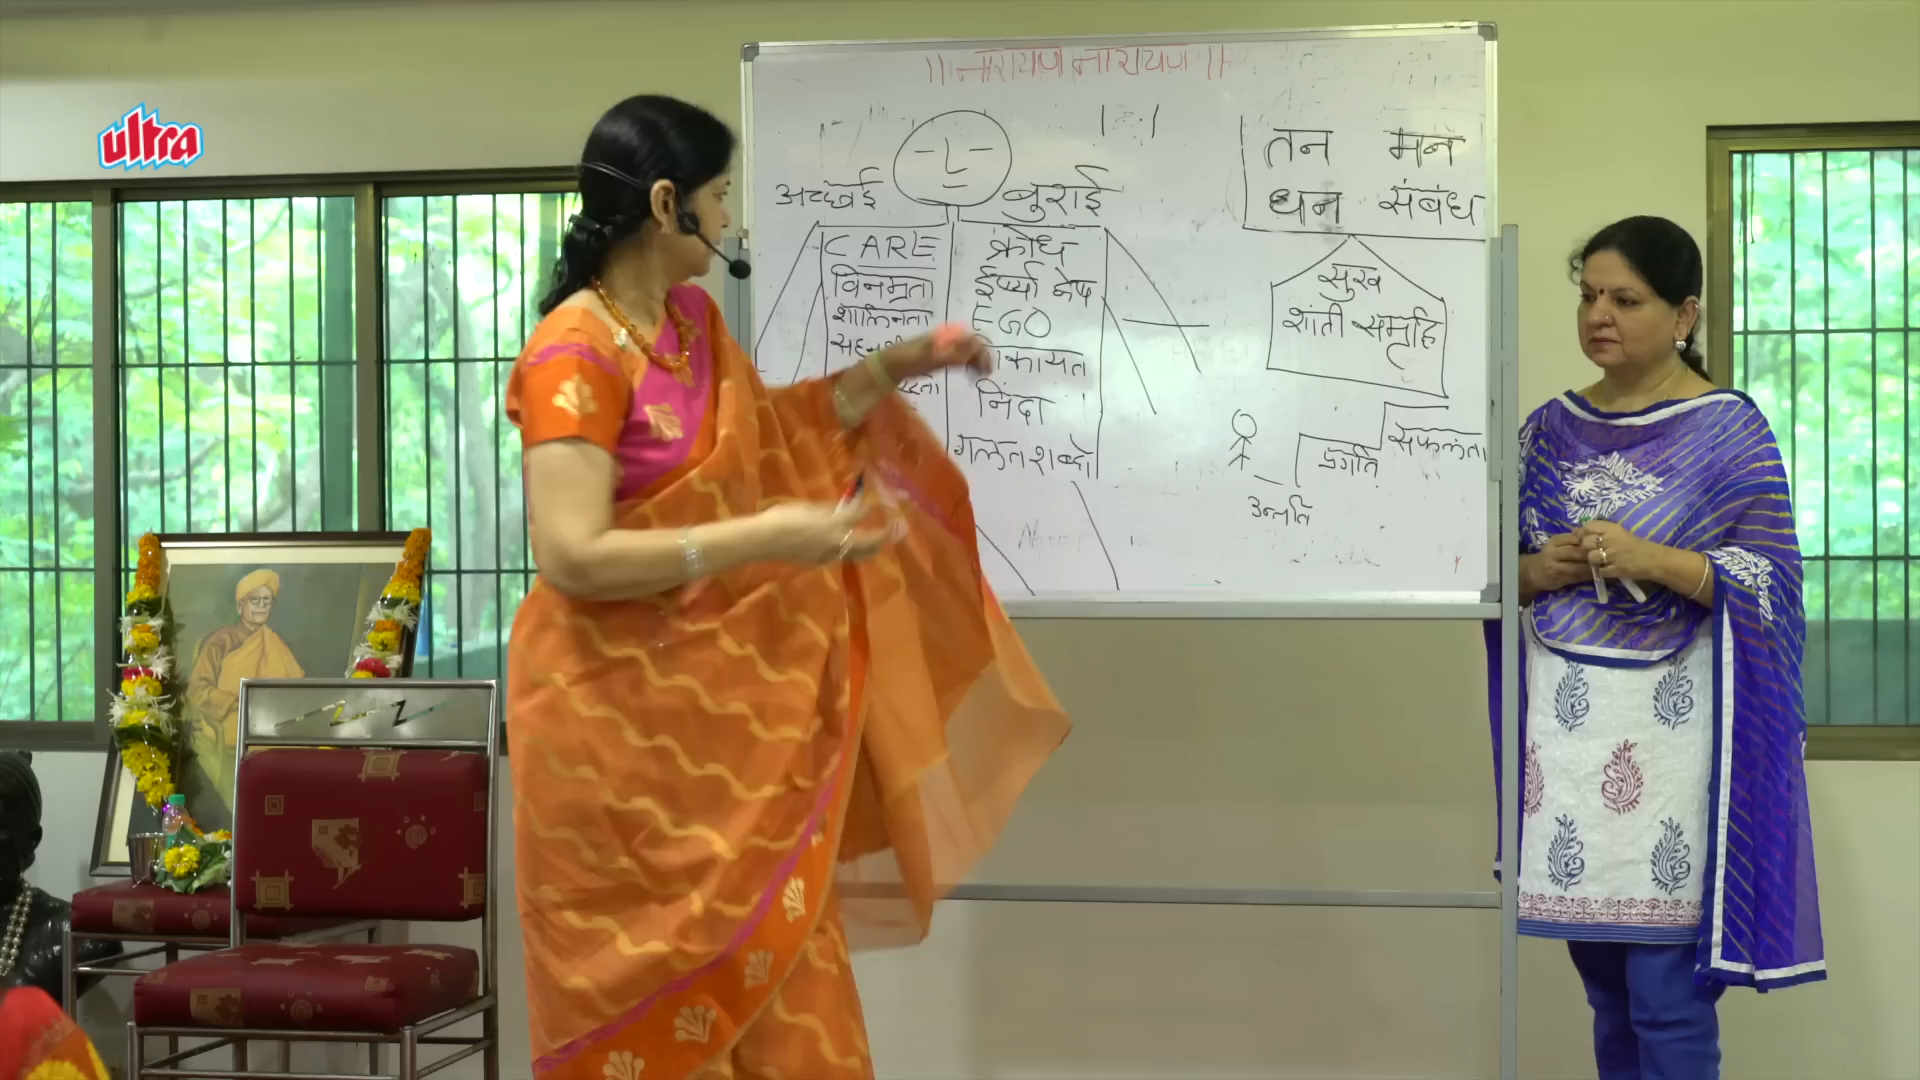 ultra
॥ नारायण नारायण ॥
अच्छाई
बुराई
CARE
विनम्रता
शालिनता
क्रोध
ईर्ष्या द्वेष
EGO
निंदा
गलत शब्दो
तन मन
धन संबंध
सुख
शांती समृद्दि
उन्नति
प्रगति
सफलता